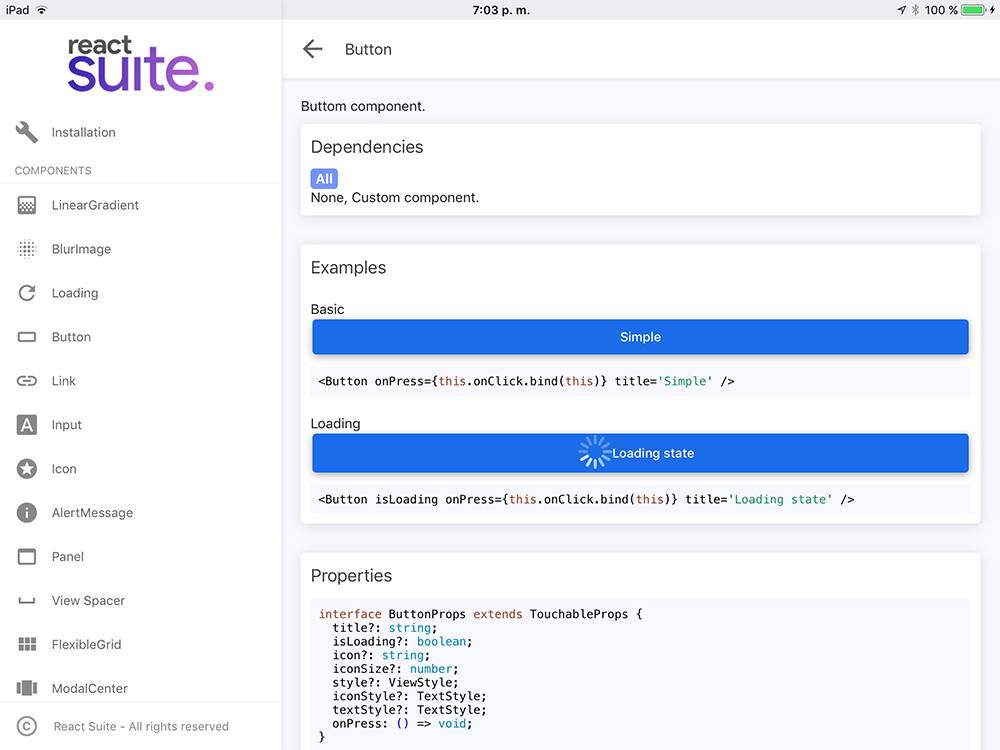 iPad
7:03 p. m.
100 %
react
suite.
Installation
COMPONENTS
LinearGradient
BlurImage
Loading
Button
Link
A Input
Icon
AlertMessage
Panel
View Spacer
FlexibleGrid
ModalCenter
© React Suite - All rights reserved
Button
Buttom component.
Dependencies
All
None, Custom component.
Examples
Basic
Simple
<Button onPress={this.onClick.bind(this)} title='Simple' />
Loading
Loading state
<Button isLoading onPress={this.onClick.bind(this)} title='Loading state' />
Properties
interface ButtonProps extends TouchableProps {
  title?: string;
  isLoading?: boolean;
  icon?: string;
  iconSize?: number;
  style?: ViewStyle;
  iconStyle?: TextStyle;
  textStyle?: TextStyle;
  onPress: () => void;
}